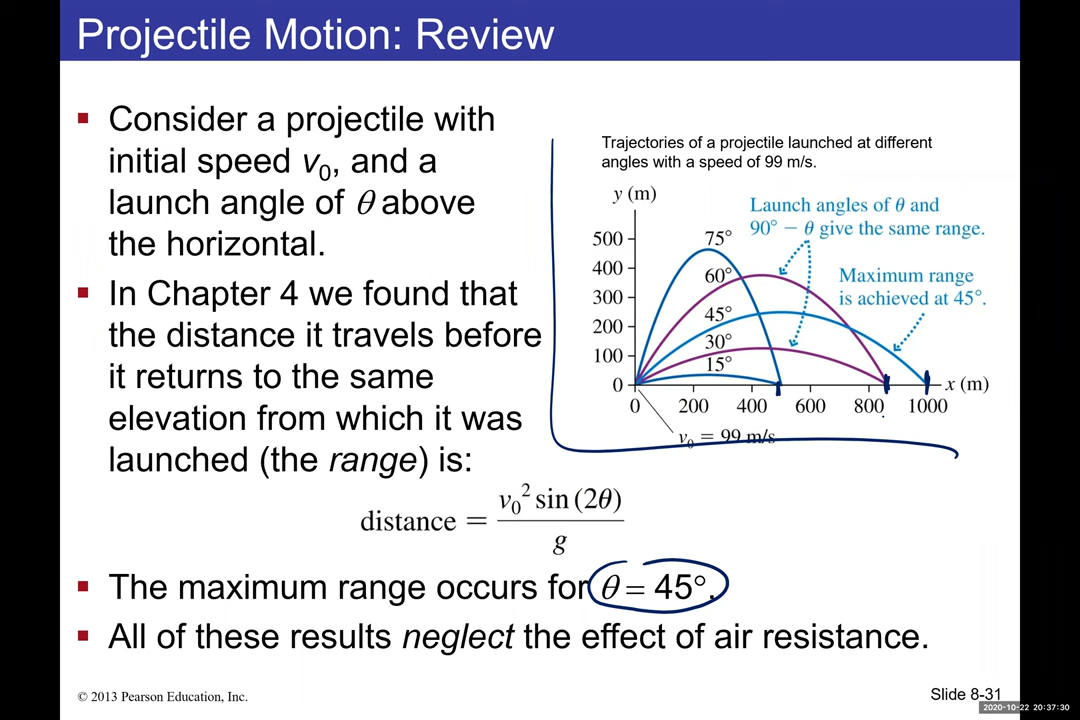 Projectile Motion: Review
▪ Consider a projectile with
initial speed v₀, and a
launch angle of θ above
the horizontal.
▪ In Chapter 4 we found that
the distance it travels before
it returns to the same
elevation from which it was
launched (the range) is:
distance = v₀² sin (2θ) / g
▪ The maximum range occurs for θ = 45°.
▪ All of these results neglect the effect of air resistance.
Trajectories of a projectile launched at different
angles with a speed of 99 m/s.
y (m)
Launch angles of θ and
90° − θ give the same range.
Maximum range
is achieved at 45°.
500
400
300
200
100
0
75°
60°
45°
30°
15°
x (m)
0 200 400 600 800 1000
v₀ = 99 m/s
© 2013 Pearson Education, Inc.
Slide 8-31
2020-10-22 20:37:30